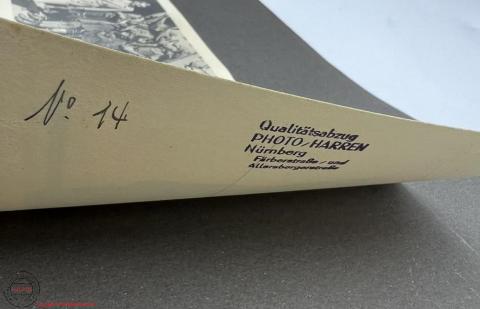 No. 14
Qualitätsabzug
PHOTO-HARREN
Nürnberg
Färberstraße und
Allersbergerstraße